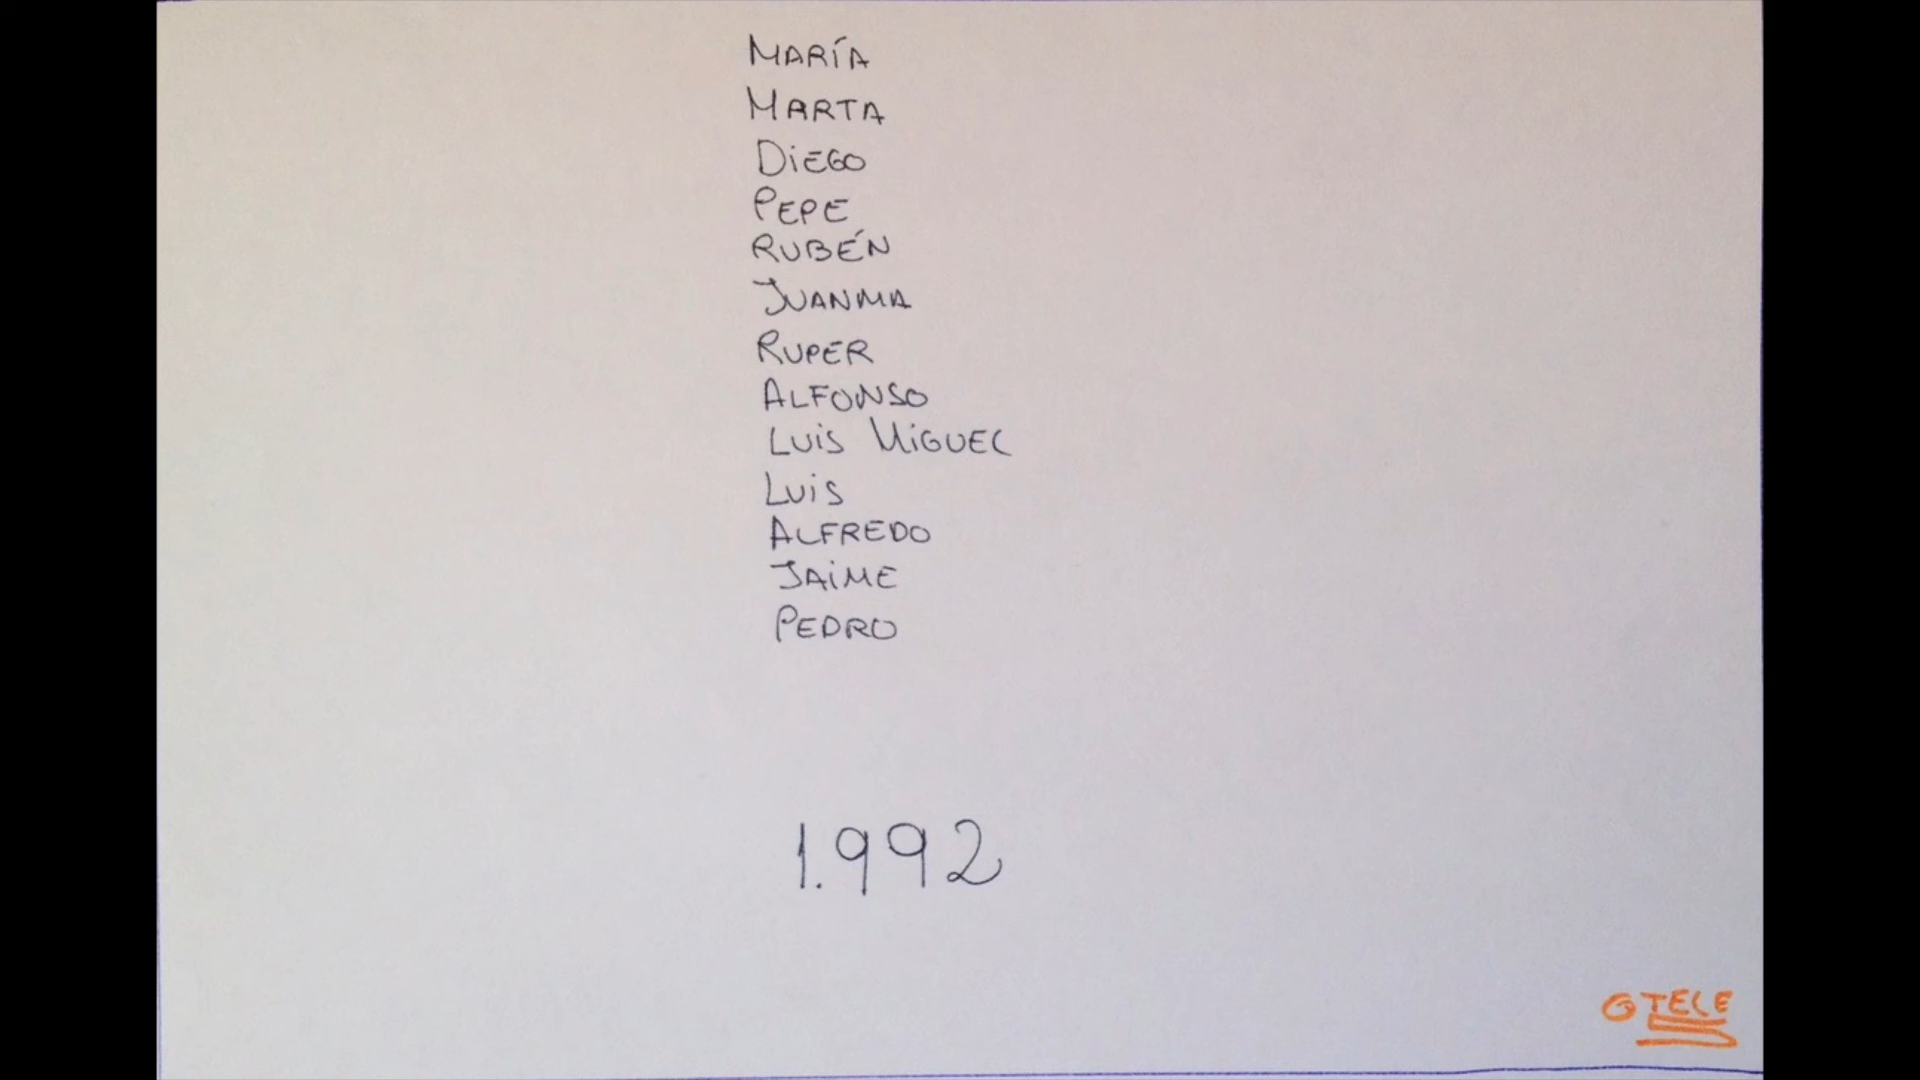 MARÍA
MARTA
DiEGO
PEPE
RUBÉN
JUANMA
RUPER
ALFONSO
LUiS MiGUEL
LUiS
ALFREDO
JAiME
PEDRO
1.992
GTELE